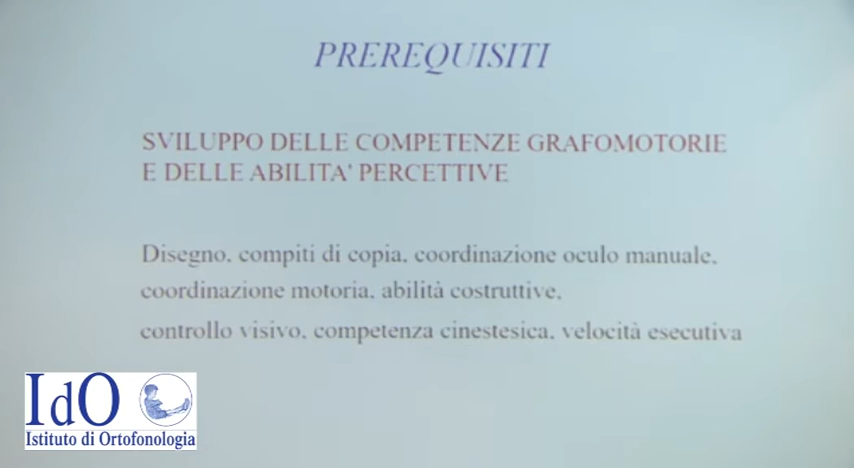 PREREQUISITI
SVILUPPO DELLE COMPETENZE GRAFOMOTORIE
E DELLE ABILITA' PERCETTIVE
Disegno, compiti di copia, coordinazione oculo manuale,
coordinazione motoria, abilità costruttive,
controllo visivo, competenza cinestesica, velocità esecutiva
IdO
Istituto di Ortofonologia